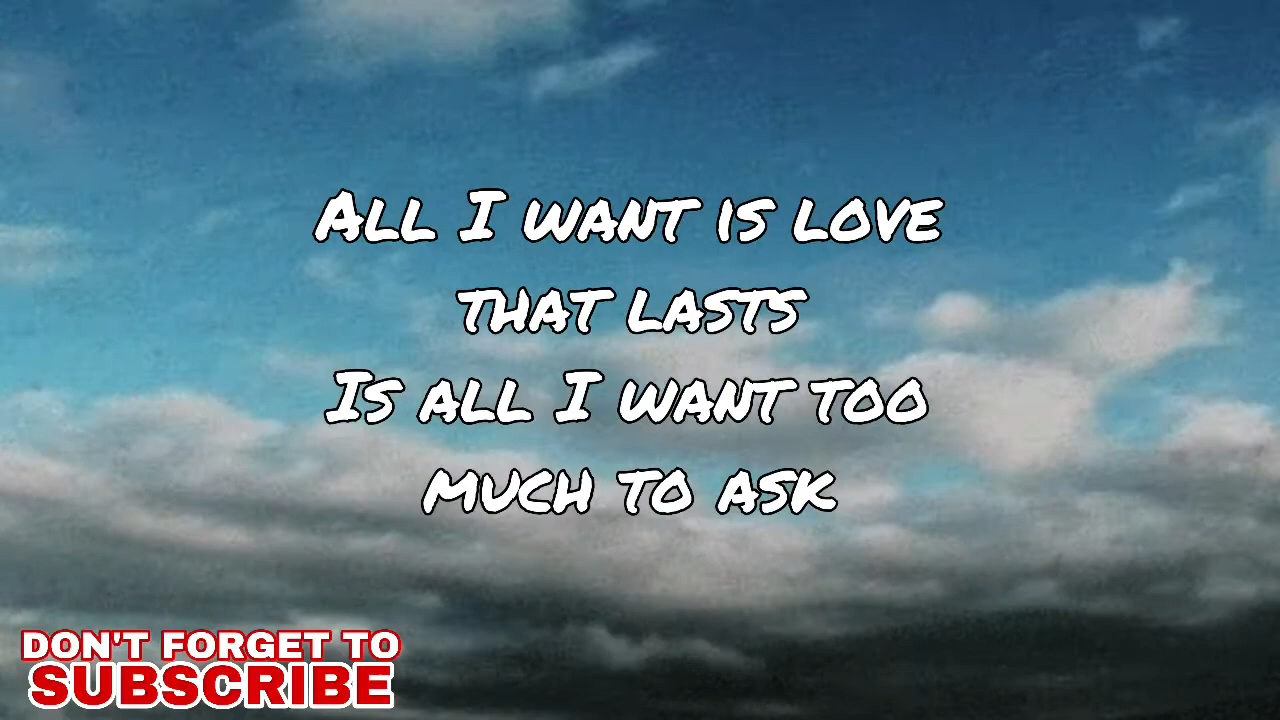 All I want is love
that lasts
Is all I want too
much to ask
DON'T FORGET TO
SUBSCRIBE